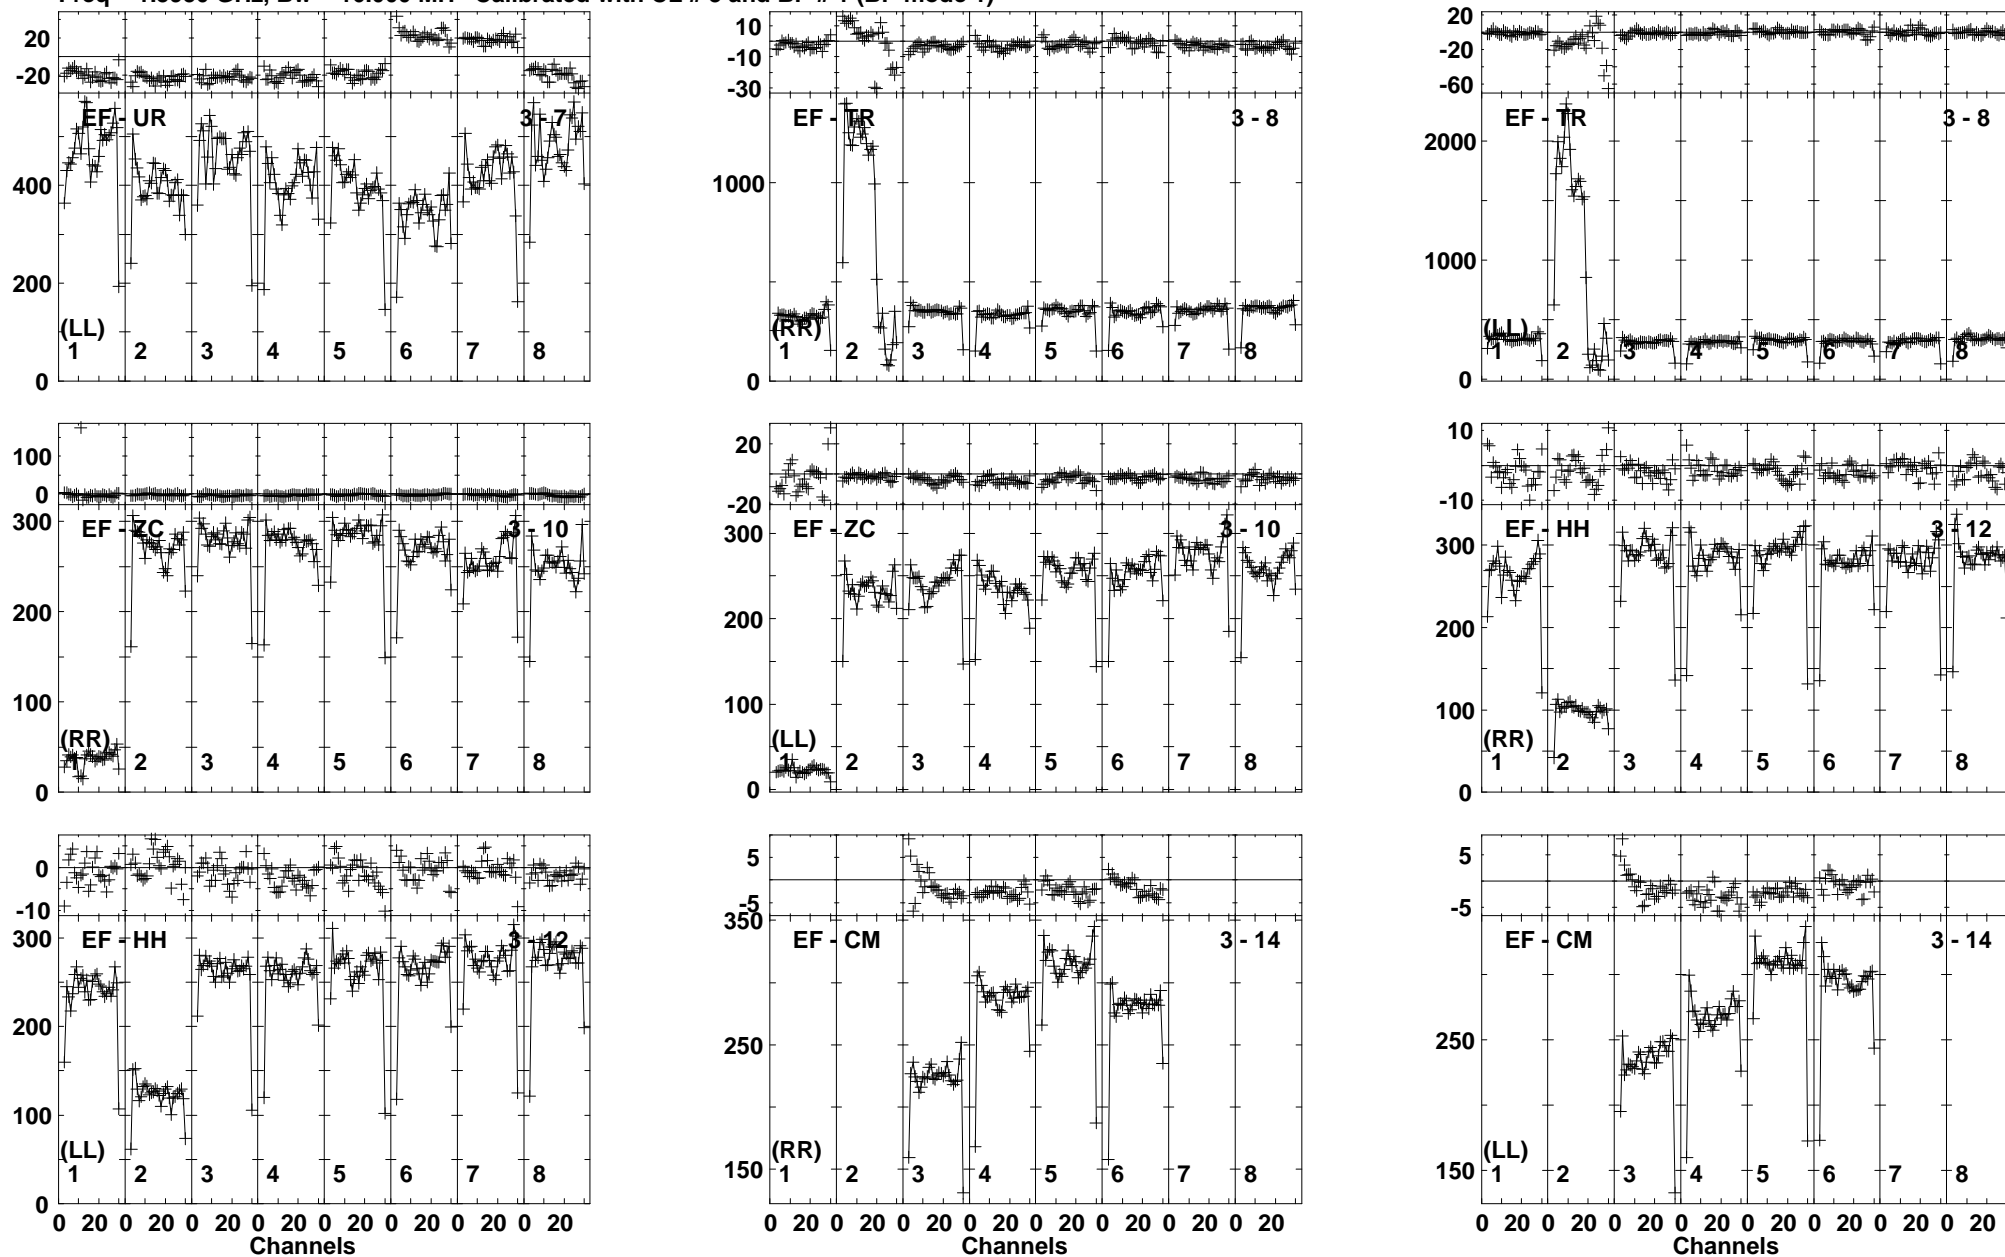 20 0 -20 10 0 -10 -30 20 0 -20 -60
EF - UR 3 - 7 EF - TR 3 - 8 EF - TR 3 - 8
400 200 0 1000 0 2000 1000 0
(LL) (RR) (LL)
1 2 3 4 5 6 7 8 1 2 3 4 5 6 7 8 1 2 3 4 5 6 7 8
100 0 20 0 -20 10 0 -10
EF - ZC 3 - 10 EF - ZC 3 - 10 EF - HH 3 - 12
300 200 100 0 300 200 100 0 300 200 100 0
(RR) (LL) (RR)
1 2 3 4 5 6 7 8 1 2 3 4 5 6 7 8 1 2 3 4 5 6 7 8
0 -10 5 -5 5 -5
EF - HH 3 - 12 EF - CM 3 - 14 EF - CM 3 - 14
300 200 100 0 350 250 150 250 150
(LL) (RR) (LL)
1 2 3 4 5 6 7 8 1 2 3 4 5 6 7 8 1 2 3 4 5 6 7 8
0 20 0 20 0 20 0 20 0 20 0 20 0 20 0 20 0 20 0 20 0 20 0 20 0 20 0 20 0 20 0 20 0 20 0 20 0 20 0 20 0 20 0 20 0 20 0 20
Channels Channels Channels